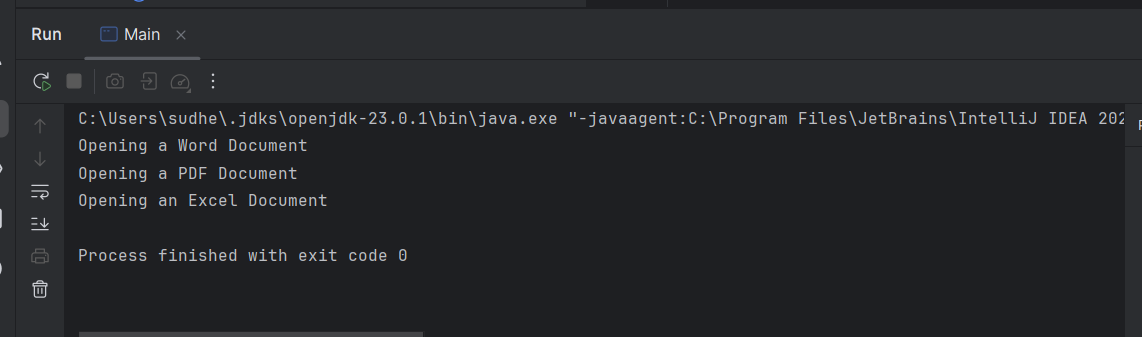 Run Main
C:\Users\sudhe\.jdks\openjdk-23.0.1\bin\java.exe "-javaagent:C:\Program Files\JetBrains\IntelliJ IDEA 202
Opening a Word Document
Opening a PDF Document
Opening an Excel Document
Process finished with exit code 0